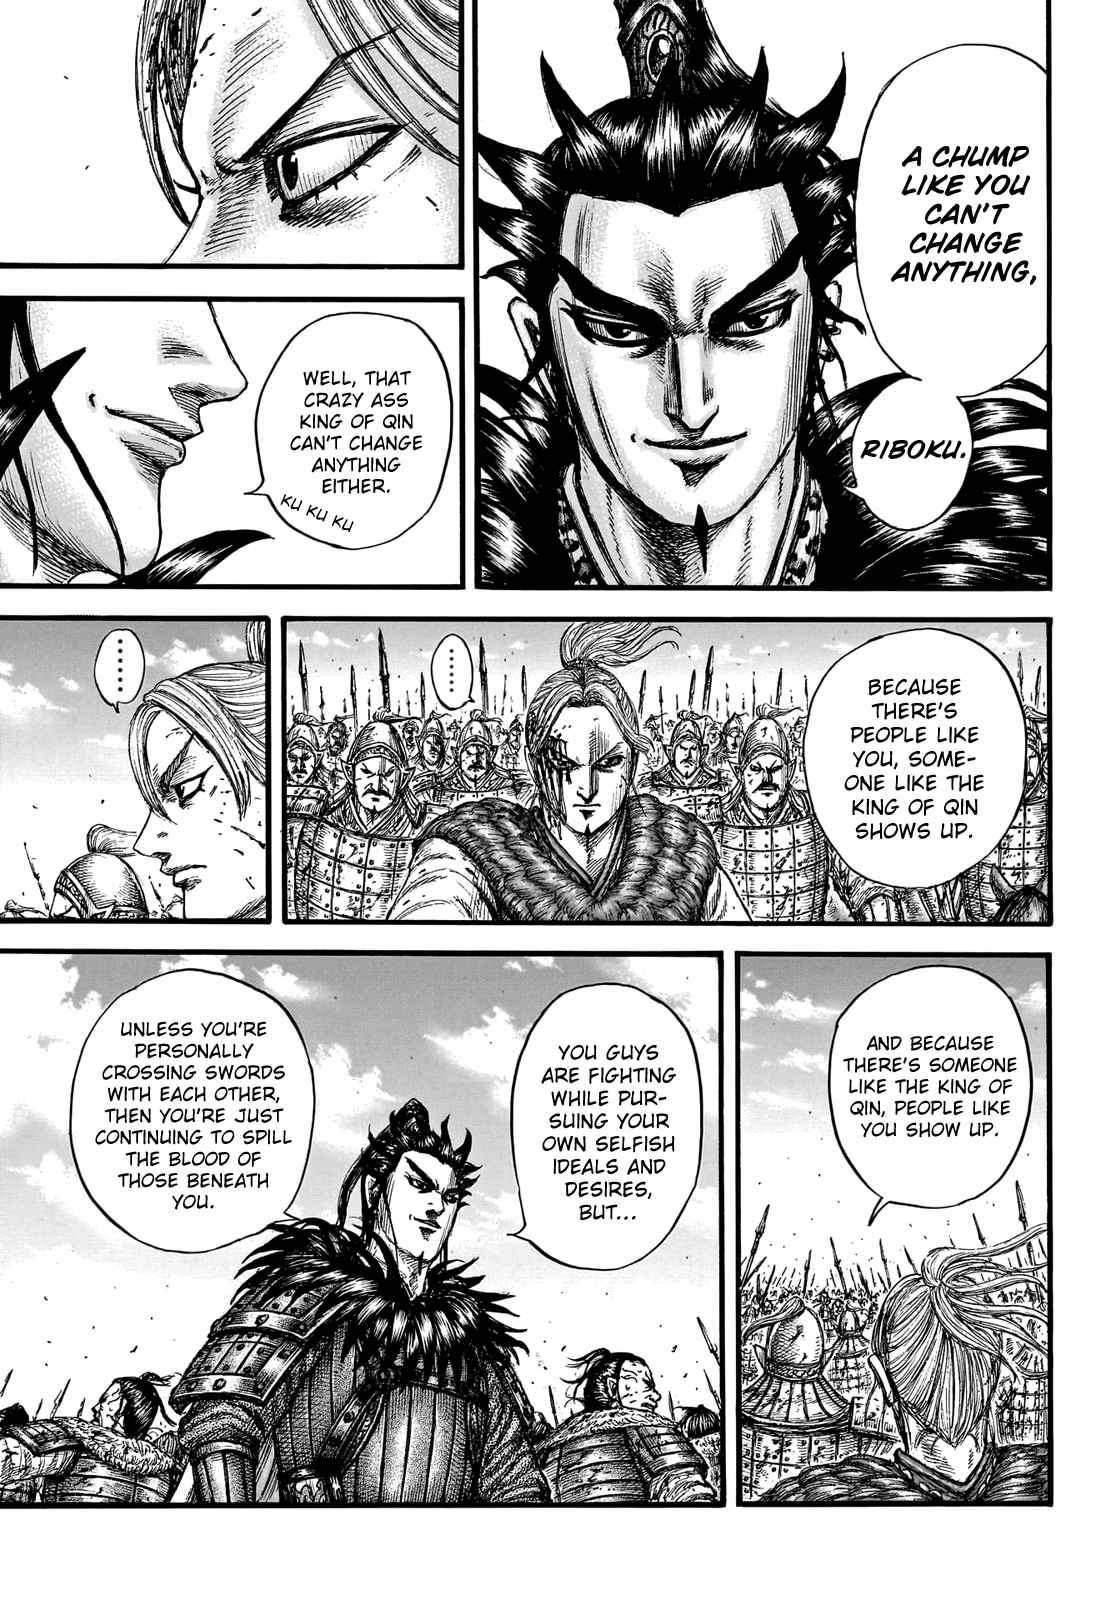 A CHUMP
LIKE YOU
CAN'T
CHANGE
ANYTHING,
RIBOKU.
WELL, THAT
CRAZY ASS
KING OF QIN
CAN'T CHANGE
ANYTHING
EITHER.
KU KU KU
BECAUSE
THERE'S
PEOPLE LIKE
YOU, SOME-
ONE LIKE THE
KING OF QIN
SHOWS UP.
......
......
AND BECAUSE
THERE'S SOMEONE
LIKE THE KING OF
QIN, PEOPLE LIKE
YOU SHOW UP.
YOU GUYS
ARE FIGHTING
WHILE PUR-
SUING YOUR
OWN SELFISH
IDEALS AND
DESIRES,
BUT...
UNLESS YOU'RE
PERSONALLY
CROSSING SWORDS
WITH EACH OTHER,
THEN YOU'RE JUST
CONTINUING TO SPILL
THE BLOOD OF
THOSE BENEATH
YOU.